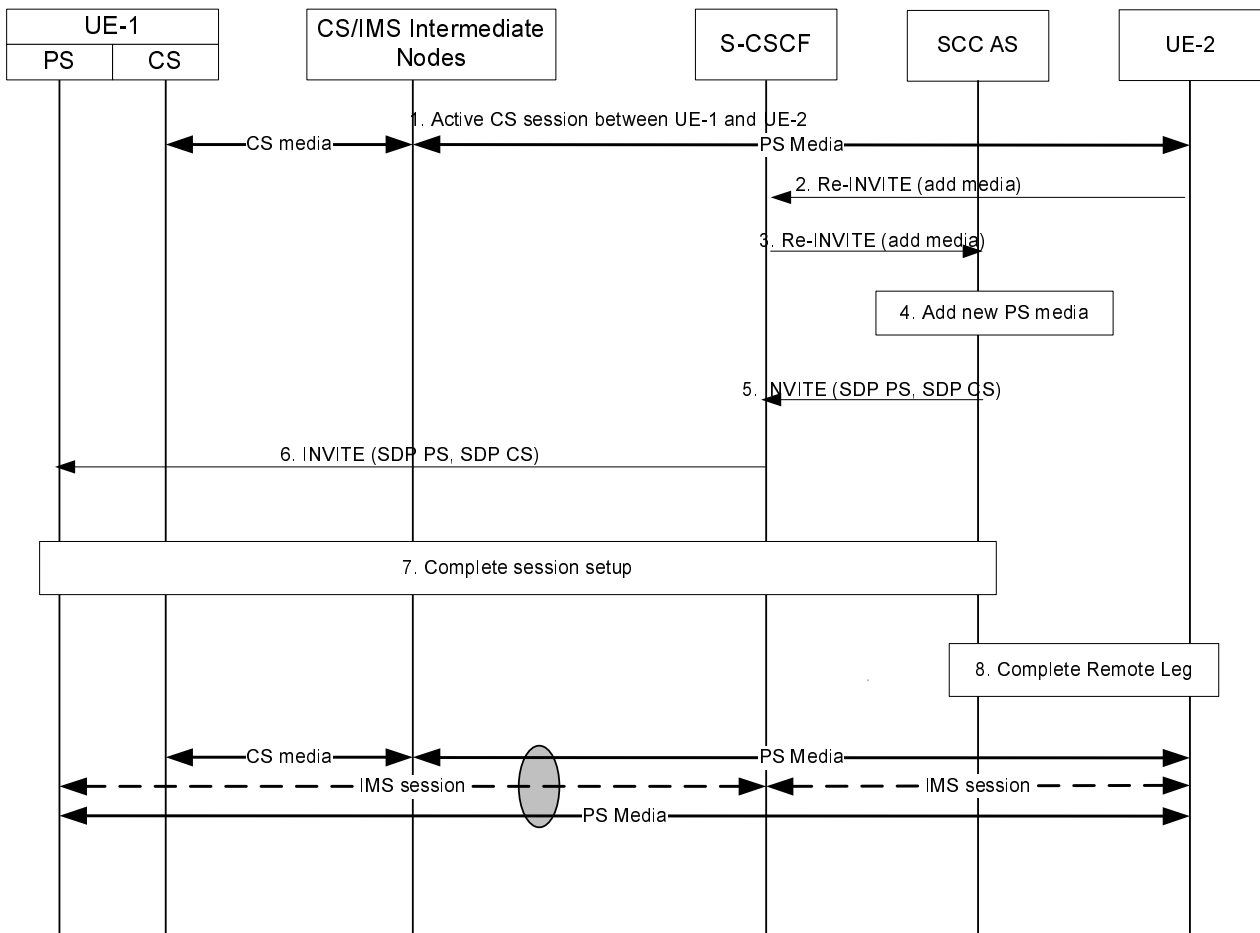 UE-1
PS
CS
CS/IMS Intermediate
Nodes
S-CSCF
SCC AS
UE-2
1. Active CS session between UE-1 and UE-2
CS media
PS Media
2. Re-INVITE (add media)
3. Re-INVITE (add media)
4. Add new PS media
5. INVITE (SDP PS, SDP CS)
6. INVITE (SDP PS, SDP CS)
7. Complete session setup
8. Complete Remote Leg
CS media
PS Media
IMS session
IMS session
PS Media